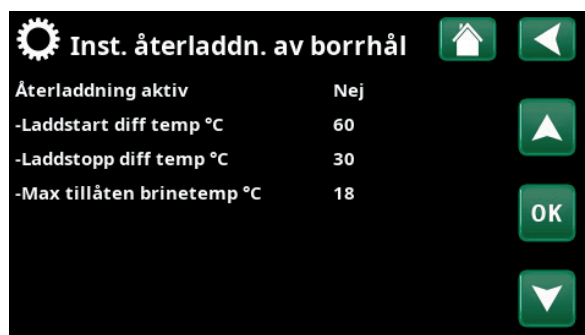 Inst. återladdn. av borrhål
Återladdning aktiv Nej
-Laddstart diff temp °C 60
-Laddstopp diff temp °C 30
-Max tillåten brinetemp °C 18
OK